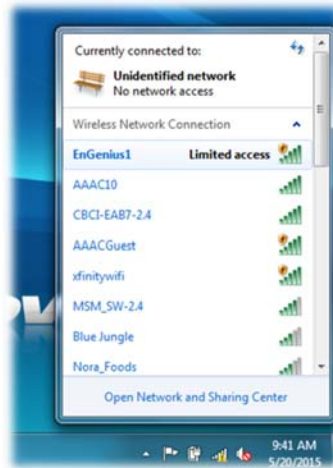 Currently connected to:
Unidentified network
No network access
Wireless Network Connection
EnGenius1 Limited access
AAAC10
CBCI-EAB7-2.4
AAACGuest
xfinitywifi
MSM_SW-2.4
Blue Jungle
Nora_Foods
Open Network and Sharing Center
9:41 AM
5/20/2015